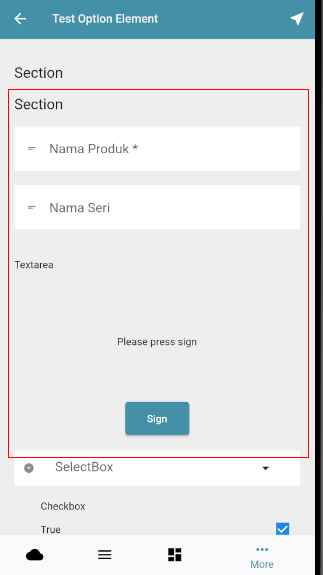 Test Option Element
Section
Section
Nama Produk *
Nama Seri
Textarea
Please press sign
Sign
SelectBox
Checkbox
True
More